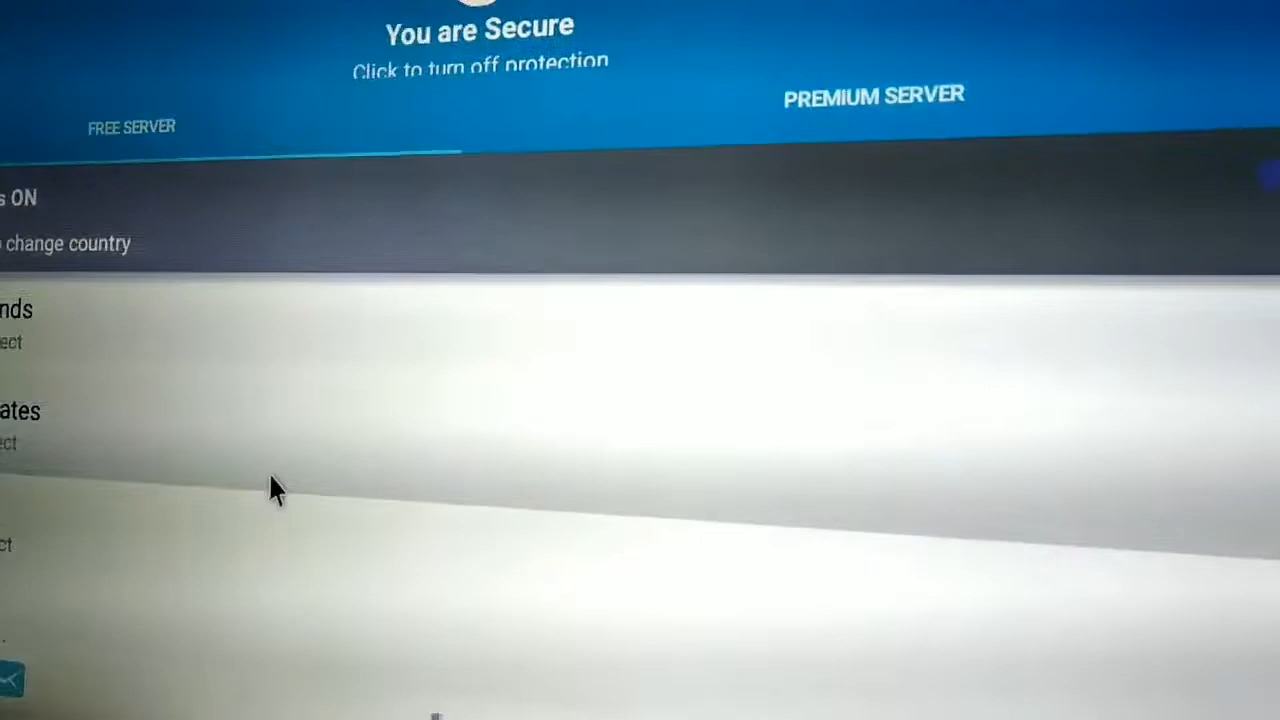 You are Secure
Click to turn off protection
FREE SERVER
PREMIUM SERVER
s ON
change country
nds
ect
ates
ect
ct